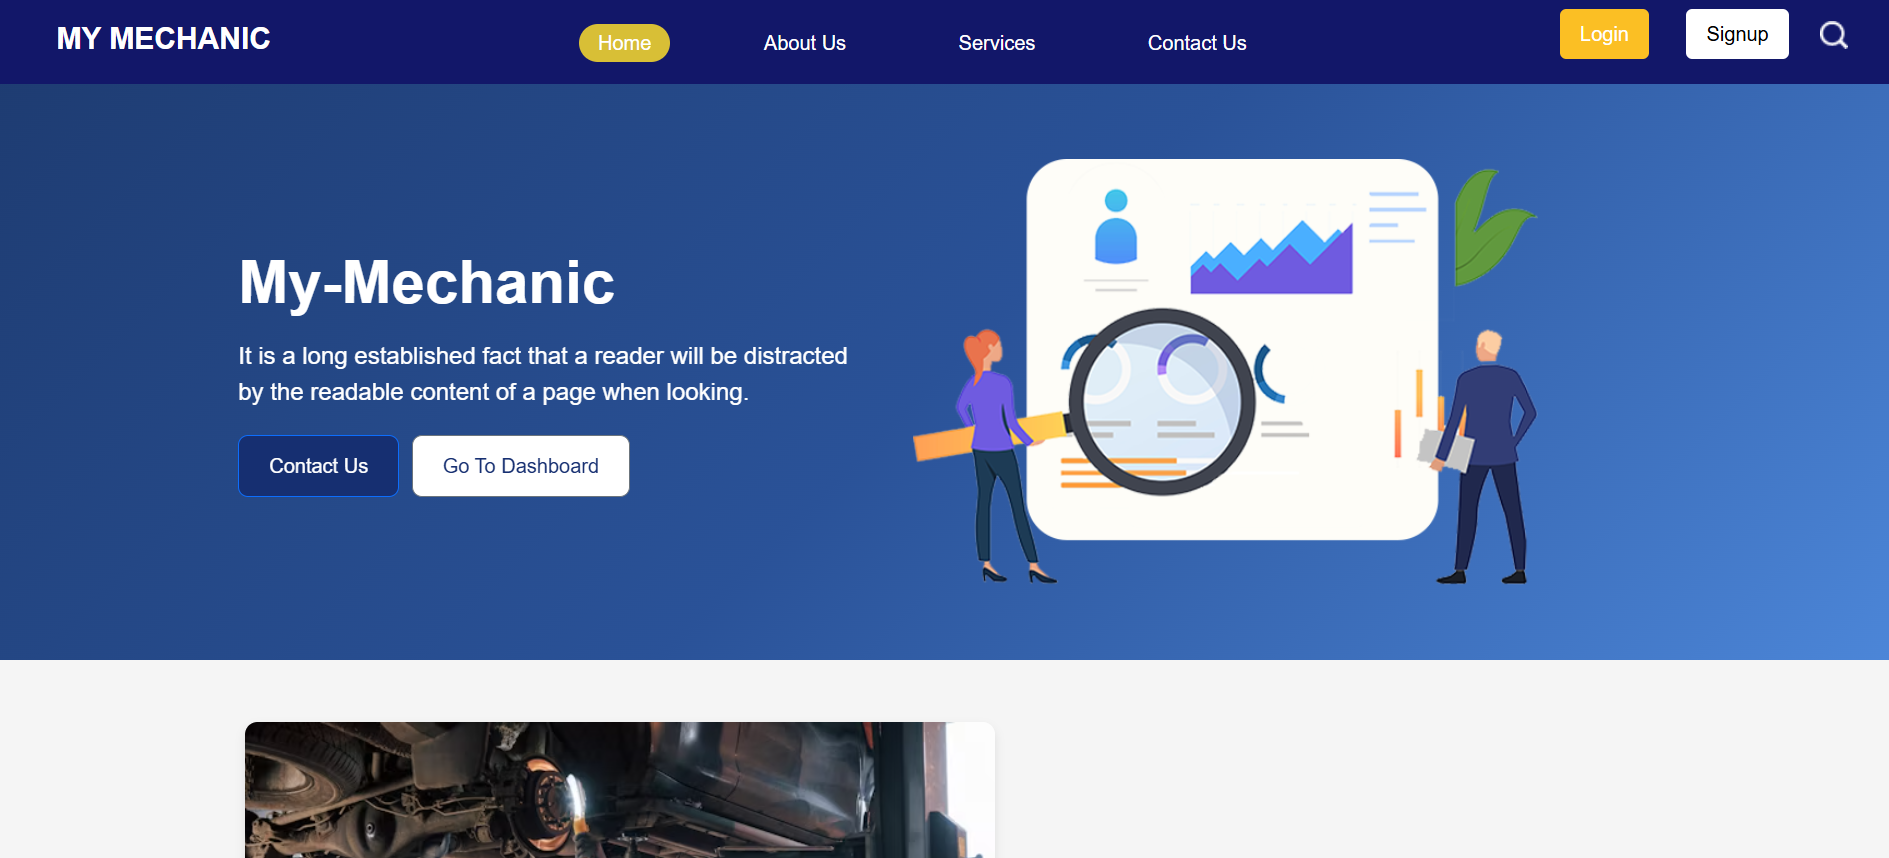 MY MECHANIC
Home
About Us
Services
Contact Us
Login
Signup
My-Mechanic
It is a long established fact that a reader will be distracted
by the readable content of a page when looking.
Contact Us
Go To Dashboard